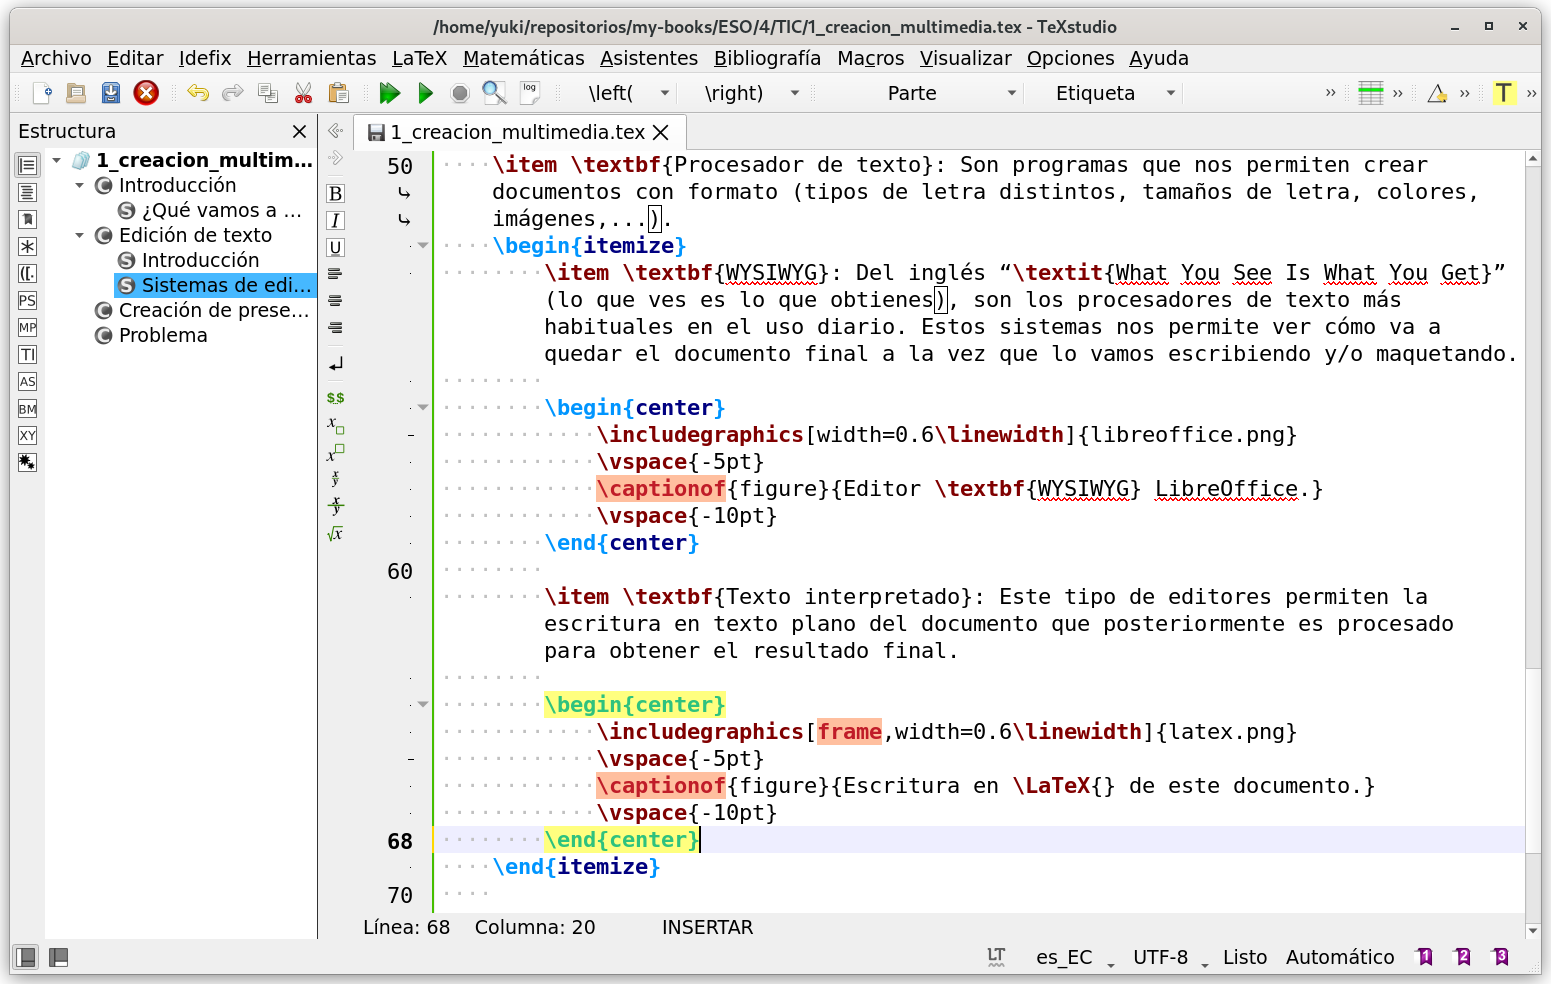 /home/yuki/repositorios/my-books/ESO/4/TIC/1_creacion_multimedia.tex - TeXstudio
Archivo Editar Idefix Herramientas LaTeX Matemáticas Asistentes Bibliografía Macros Visualizar Opciones Ayuda
log \left( \right) Parte Etiqueta » » » T »
Estructura
1_creacion_multim...
Introducción
¿Qué vamos a ...
Edición de texto
Introducción
Sistemas de edi...
Creación de prese...
Problema
([.
PS
MP
TI
AS
BM
XY
B
I
U
$$
x
x
x/y
x/y
√x
1_creacion_multimedia.tex
50 \item \textbf{Procesador de texto}: Son programas que nos permiten crear
documentos con formato (tipos de letra distintos, tamaños de letra, colores,
imágenes,...).
\begin{itemize}
\item \textbf{WYSIWYG}: Del inglés “\textit{What You See Is What You Get}”
(lo que ves es lo que obtienes), son los procesadores de texto más
habituales en el uso diario. Estos sistemas nos permite ver cómo va a
quedar el documento final a la vez que lo vamos escribiendo y/o maquetando.
\begin{center}
\includegraphics[width=0.6\linewidth]{libreoffice.png}
\vspace{-5pt}
\captionof{figure}{Editor \textbf{WYSIWYG} LibreOffice.}
\vspace{-10pt}
\end{center}
60
\item \textbf{Texto interpretado}: Este tipo de editores permiten la
escritura en texto plano del documento que posteriormente es procesado
para obtener el resultado final.
\begin{center}
\includegraphics[frame,width=0.6\linewidth]{latex.png}
\vspace{-5pt}
\captionof{figure}{Escritura en \LaTeX{} de este documento.}
\vspace{-10pt}
68 \end{center}
\end{itemize}
70
Línea: 68 Columna: 20 INSERTAR
LT es_EC UTF-8 Listo Automático 1 2 3